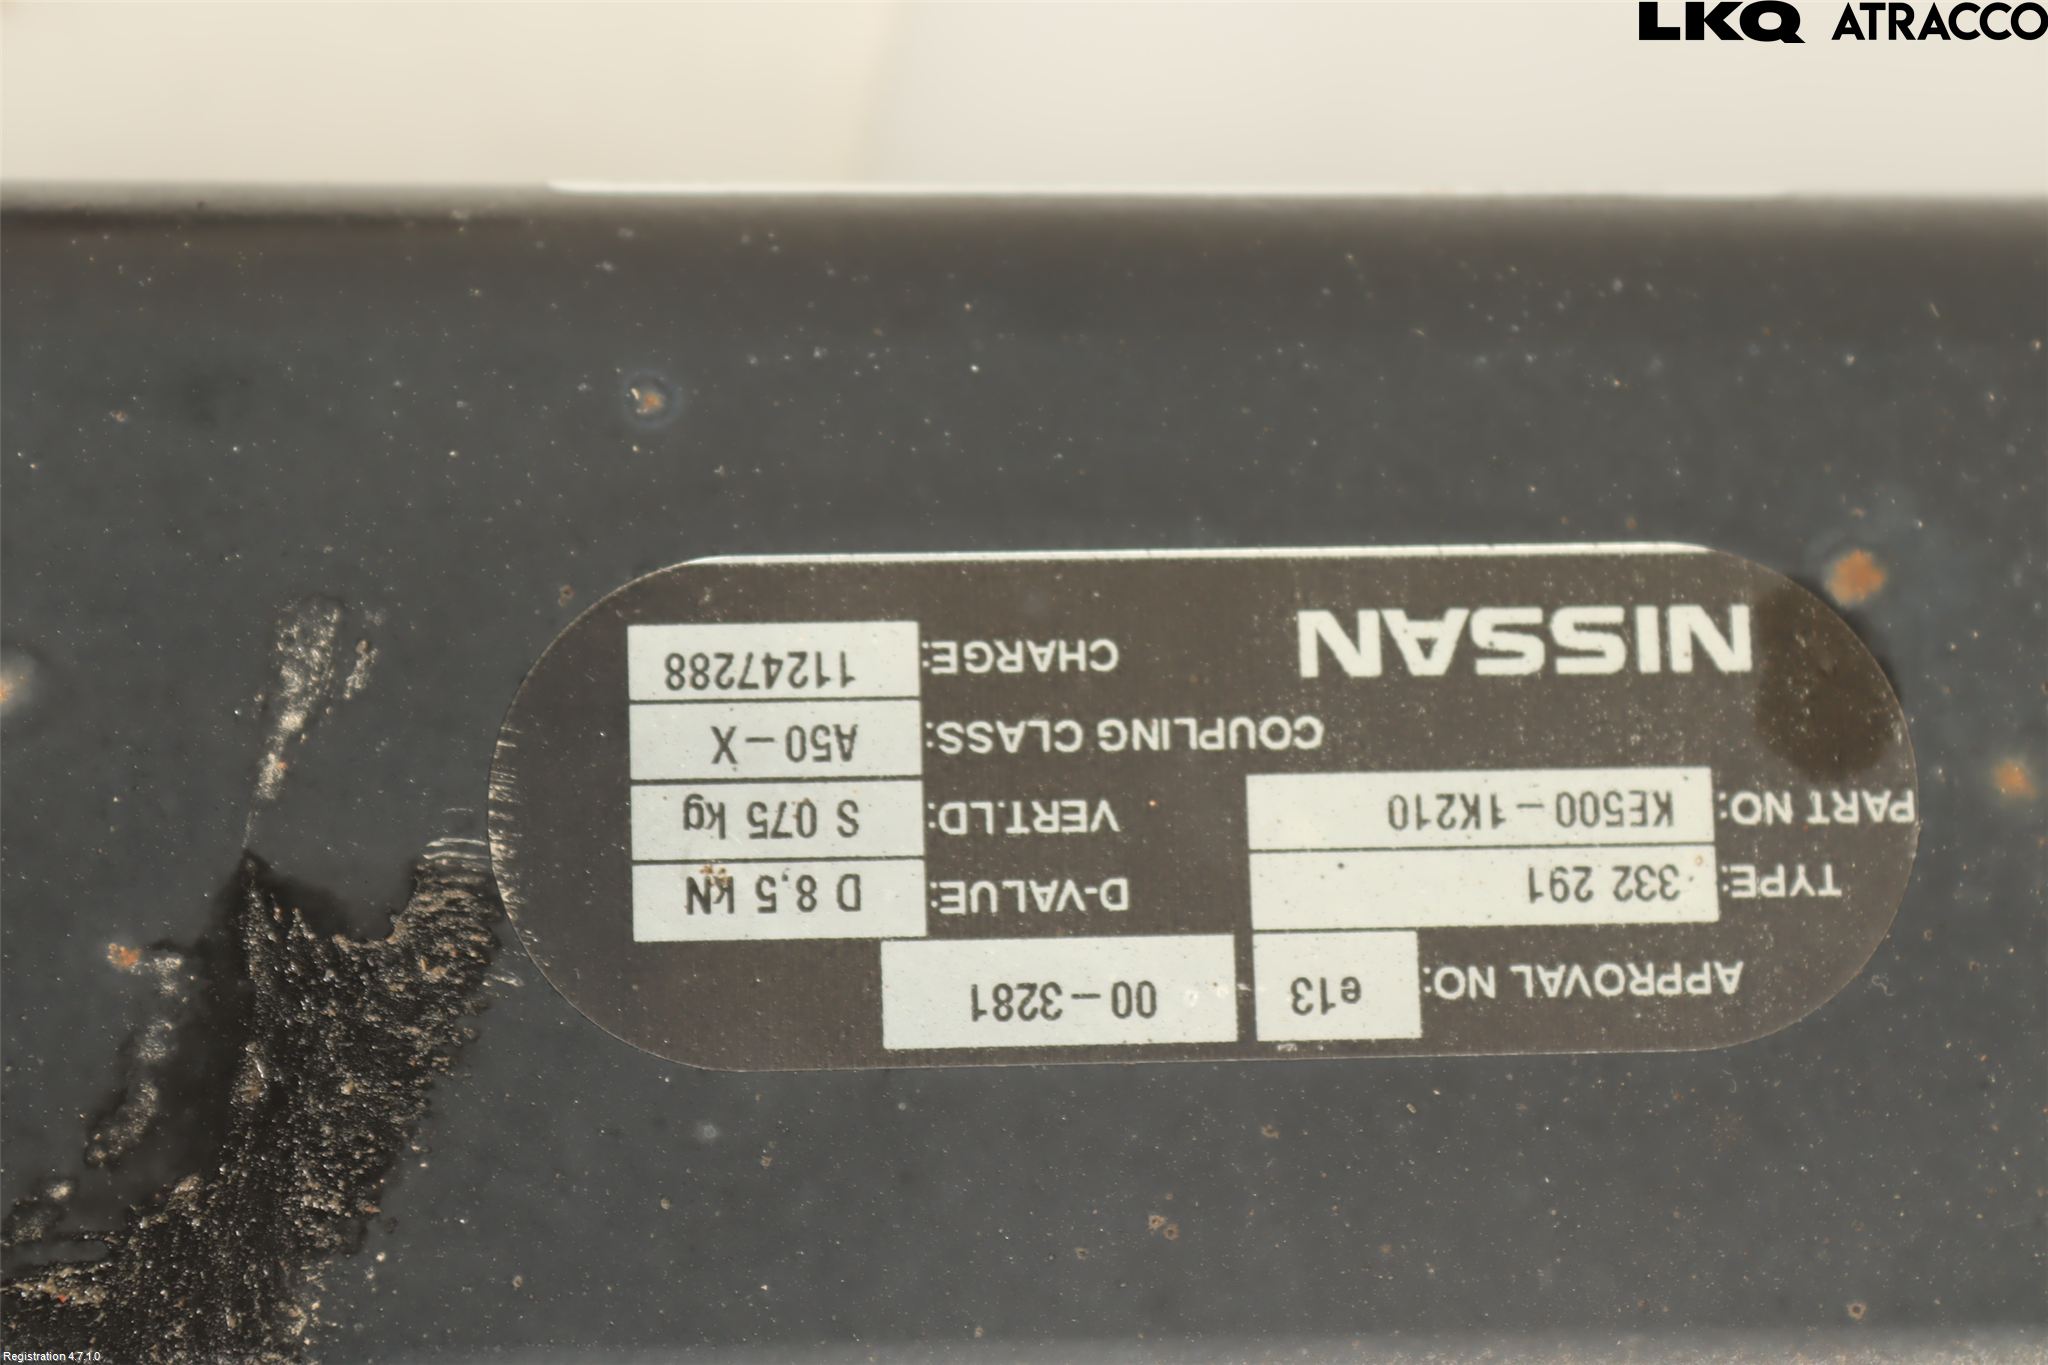 LKQ ATRACCO
APPROVAL NO: e13 00-3281
TYPE: 332 291 D-VALUE: D 8,5 kN
PART NO: KE500-1K210 VERT.LD: S 075 kg
COUPLING CLASS: A50-X
NISSAN CHARGE: 11247288
Registration 4.7.1.0